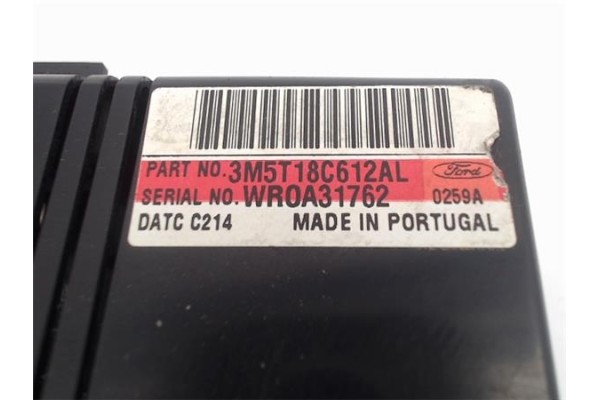 PART NO. 3M5T18C612AL
Ford
SERIAL NO. WR0A31762
0259A
DATC C214 MADE IN PORTUGAL